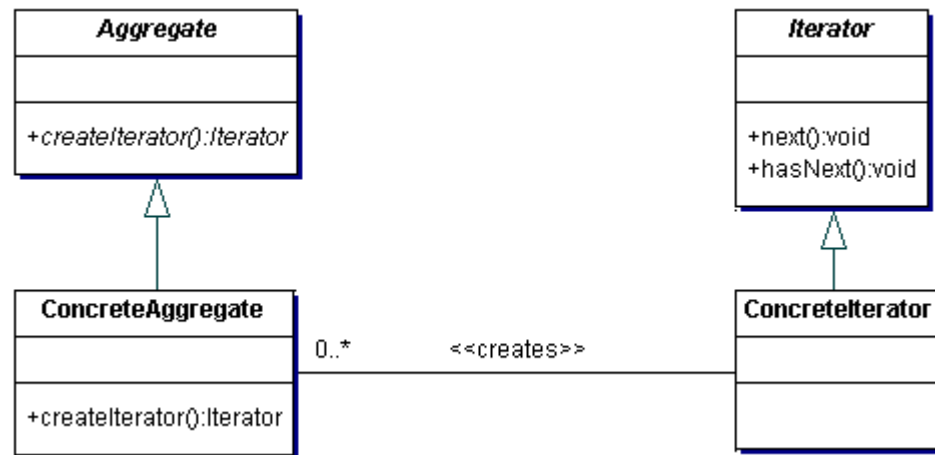 Aggregate
+createIterator():Iterator
Iterator
+next():void
+hasNext():void
ConcreteAggregate
+createIterator():Iterator
0..*
<<creates>>
ConcreteIterator